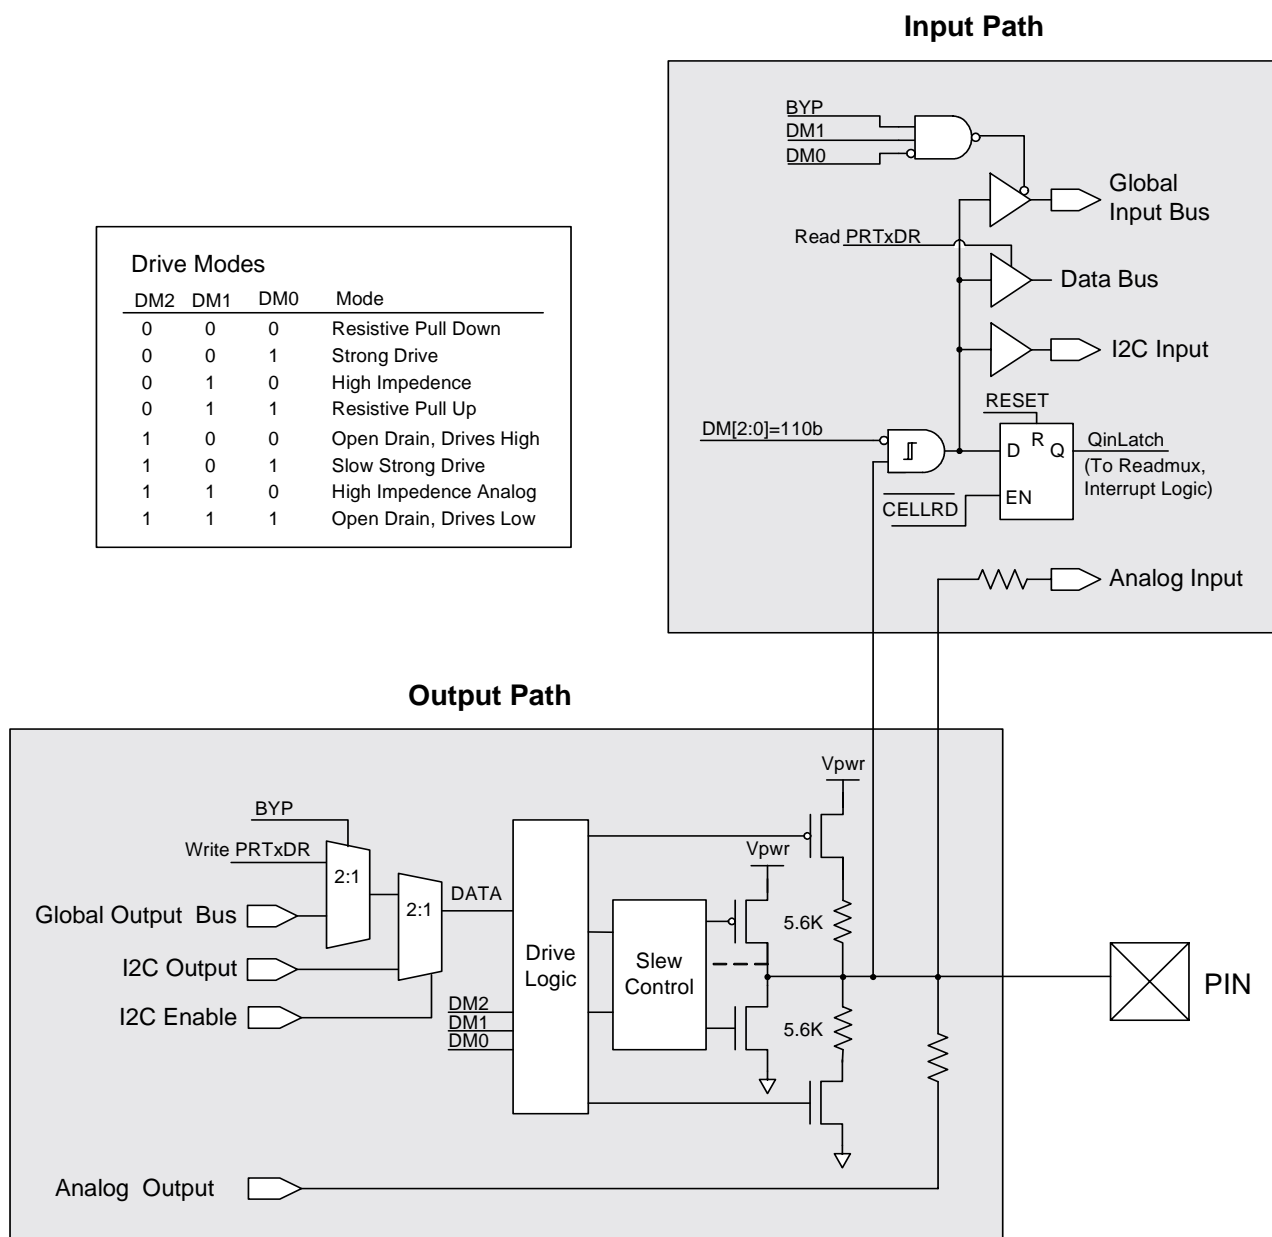 Input Path
BYP
DM1
DM0
Global
Input Bus
Read PRTxDR
Data Bus
I2C Input
RESET
DM[2:0]=110b
D
R
Q
EN
QinLatch
(To Readmux,
Interrupt Logic)
CELLRD
Analog Input
Drive Modes
DM2 DM1 DM0 Mode
0 0 0 Resistive Pull Down
0 0 1 Strong Drive
0 1 0 High Impedence
0 1 1 Resistive Pull Up
1 0 0 Open Drain, Drives High
1 0 1 Slow Strong Drive
1 1 0 High Impedence Analog
1 1 1 Open Drain, Drives Low
Output Path
BYP
Write PRTxDR
2:1
Global Output Bus
2:1
DATA
I2C Output
I2C Enable
DM2
DM1
DM0
Drive
Logic
Slew
Control
Vpwr
Vpwr
5.6K
5.6K
PIN
Analog Output